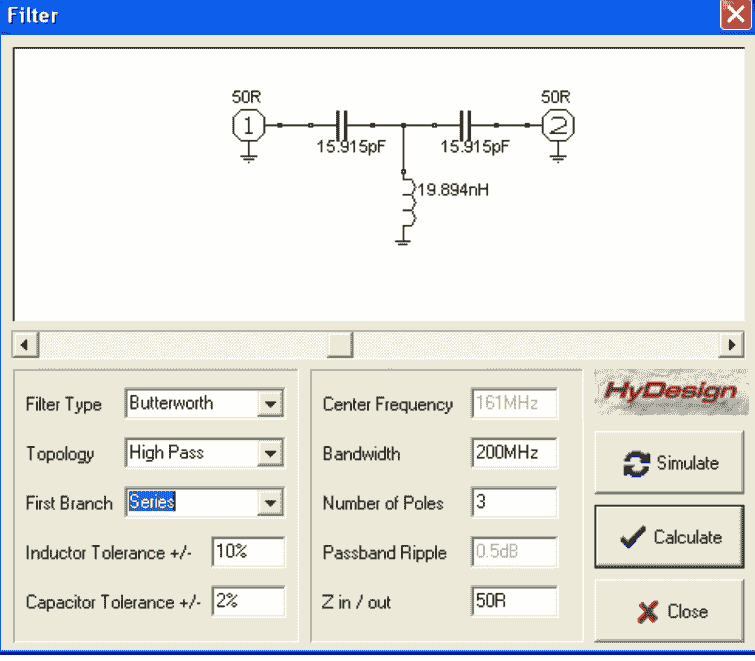 Filter
50R
50R
1
2
15.915pF
15.915pF
19.894nH
Filter Type
Butterworth
Topology
High Pass
First Branch
Series
Inductor Tolerance +/-
10%
Capacitor Tolerance +/-
2%
Center Frequency
161MHz
Bandwidth
200MHz
Number of Poles
3
Passband Ripple
0.5dB
Z in / out
50R
HyDesign
Simulate
Calculate
Close